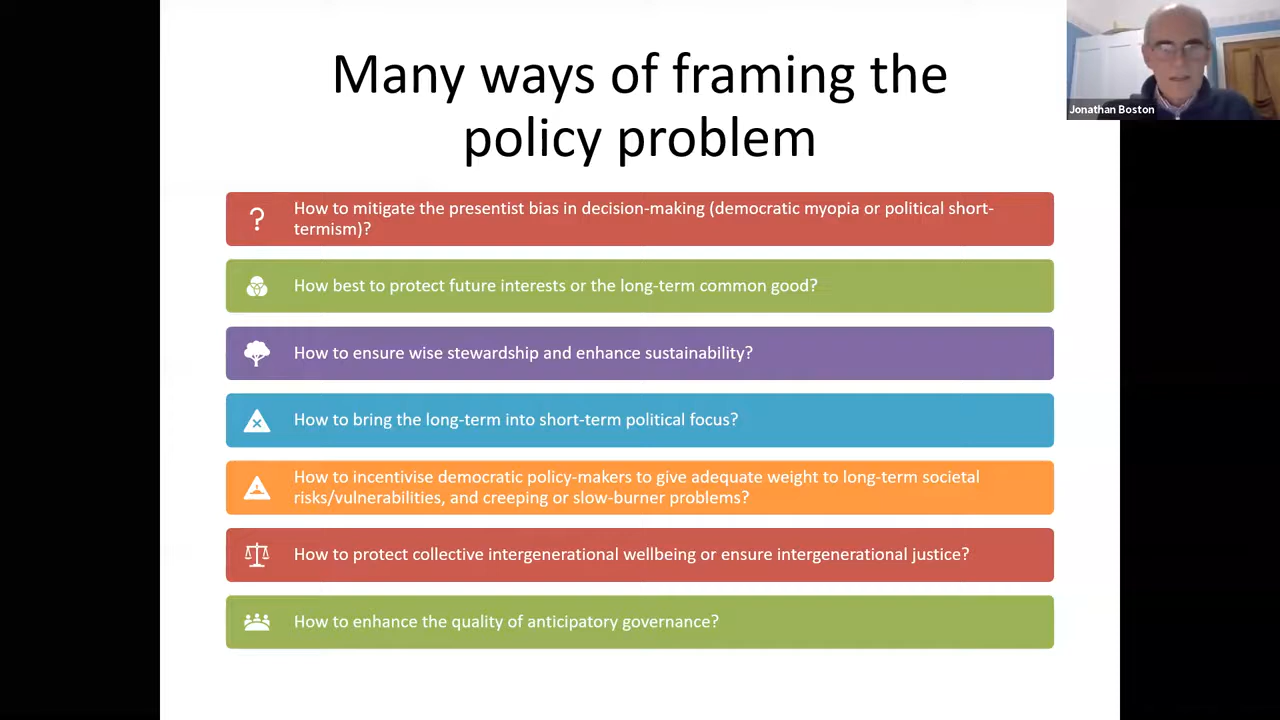 Many ways of framing the
policy problem
Jonathan Boston
?
How to mitigate the presentist bias in decision-making (democratic myopia or political short-
termism)?
How best to protect future interests or the long-term common good?
How to ensure wise stewardship and enhance sustainability?
How to bring the long-term into short-term political focus?
How to incentivise democratic policy-makers to give adequate weight to long-term societal
risks/vulnerabilities, and creeping or slow-burner problems?
How to protect collective intergenerational wellbeing or ensure intergenerational justice?
How to enhance the quality of anticipatory governance?